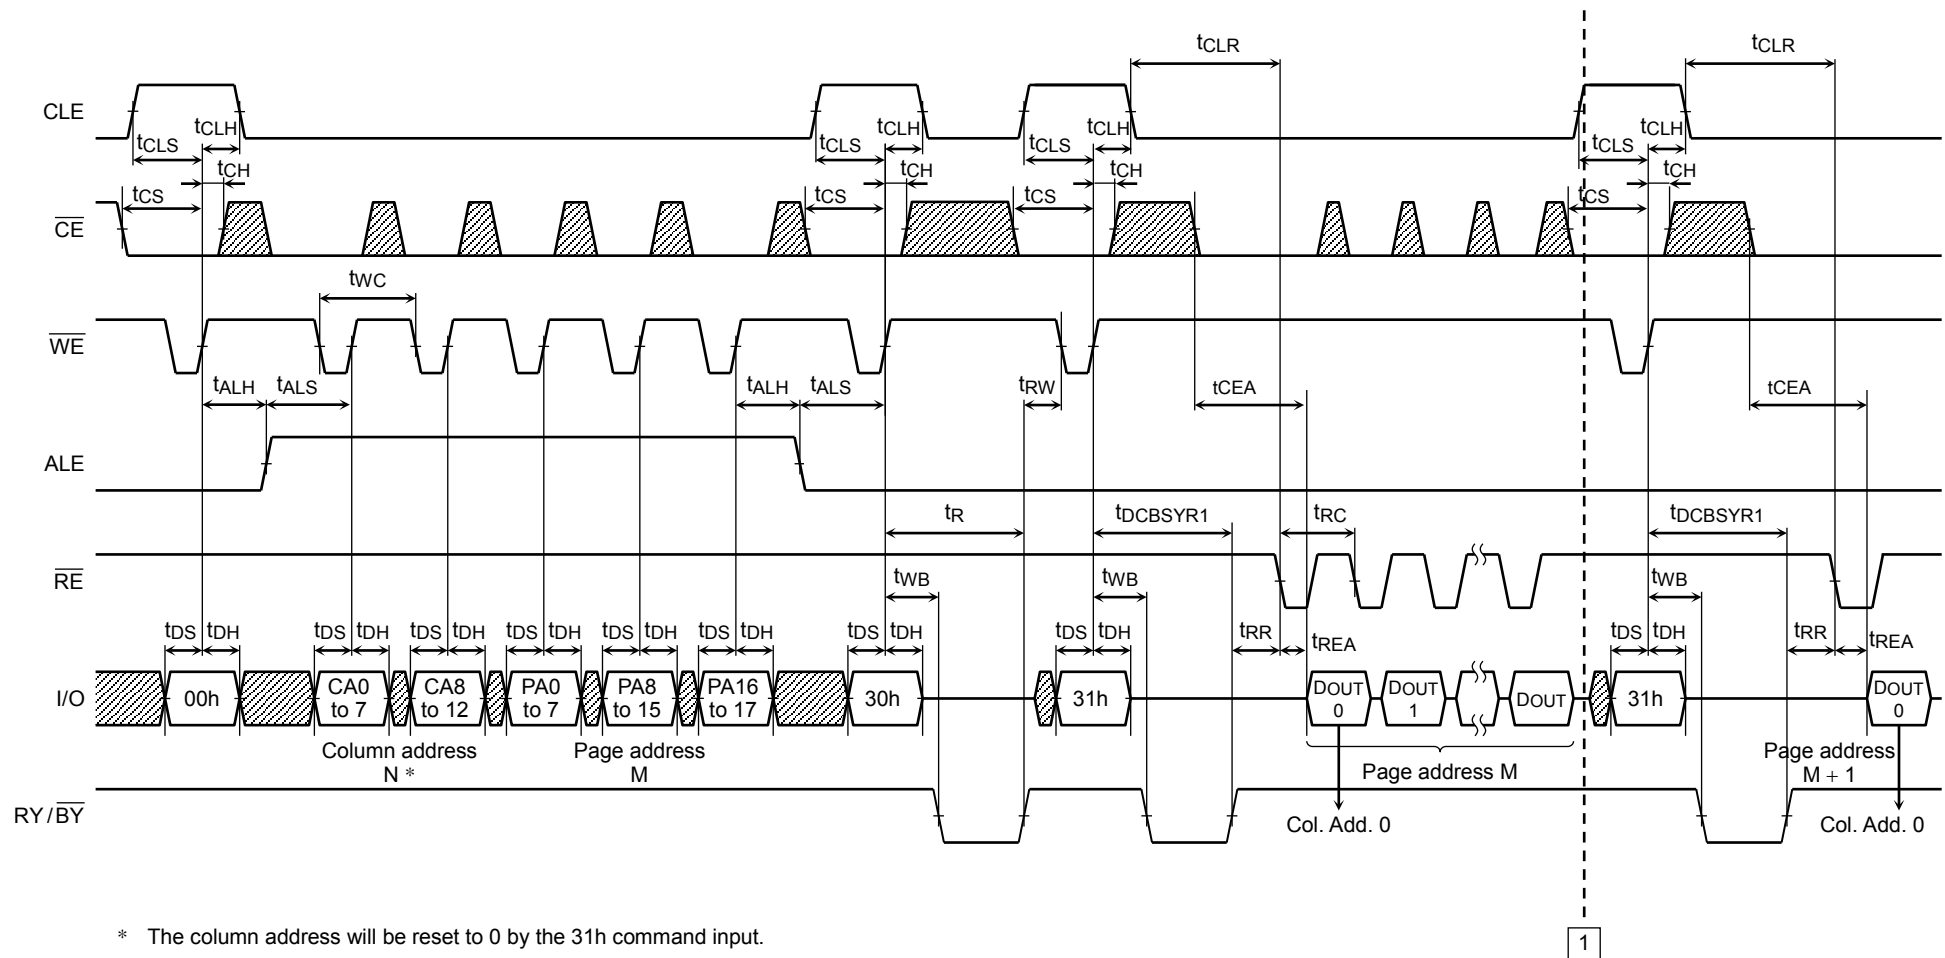 tCLR tCLR
CLE
tCLS tCLH tCLS tCLH tCLS tCLH tCLS tCLH
tCH tCH tCH tCH
tCS tCS tCS tCS
CE
tWC
WE
tALH tALS tALH tALS tRW tCEA tCEA
ALE
tR tDCBSYR1 tRC tDCBSYR1
RE
tWB tWB tWB
tDS tDH tDS tDH tDS tDH tDS tDH tDS tDH tDS tDH tDS tDH tDS tDH tRR tREA tDS tDH tRR tREA
I/O 00h CA0 to 7 CA8 to 12 PA0 to 7 PA8 to 15 PA16 to 17 30h 31h DOUT 0 DOUT 1 DOUT 31h DOUT 0
Column address N *
Page address M
Page address M
Page address M + 1
RY/BY
Col. Add. 0 Col. Add. 0
* The column address will be reset to 0 by the 31h command input.
1